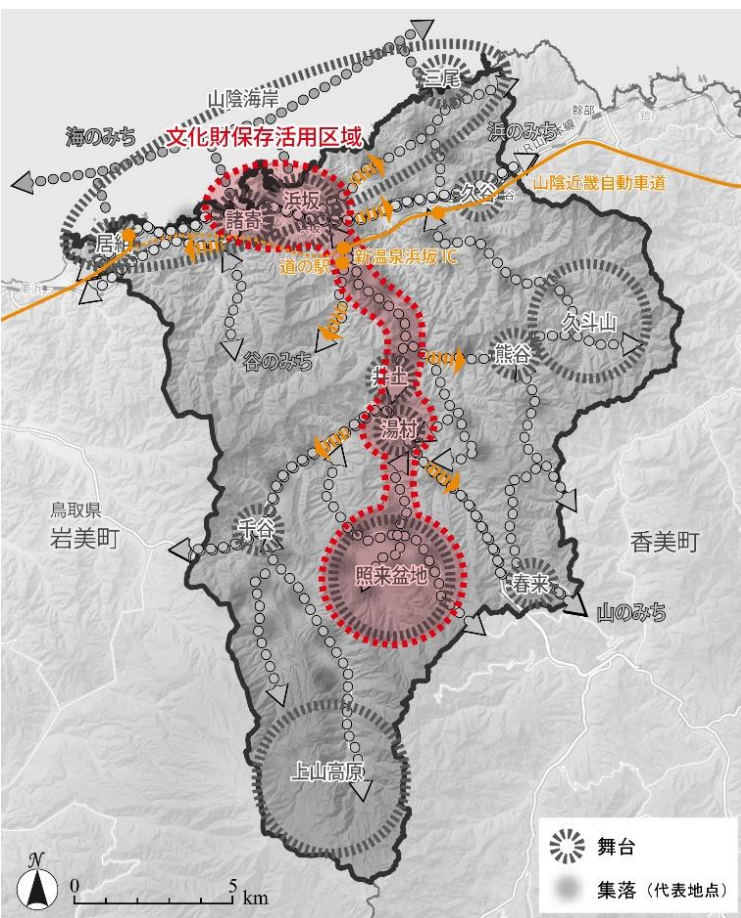 三尾
山陰海岸
海のみち
文化財保存活用区域
浜のみち
餘部
浜坂
久谷
諸寄
山陰近畿自動車道
居組
新温泉浜坂IC
道の駅
久斗山
谷のみち
熊谷
井土
湯村
鳥取県
岩美町
千谷
香美町
照来盆地
春来
山のみち
上山高原
舞台
集落（代表地点）
N
0
5
km